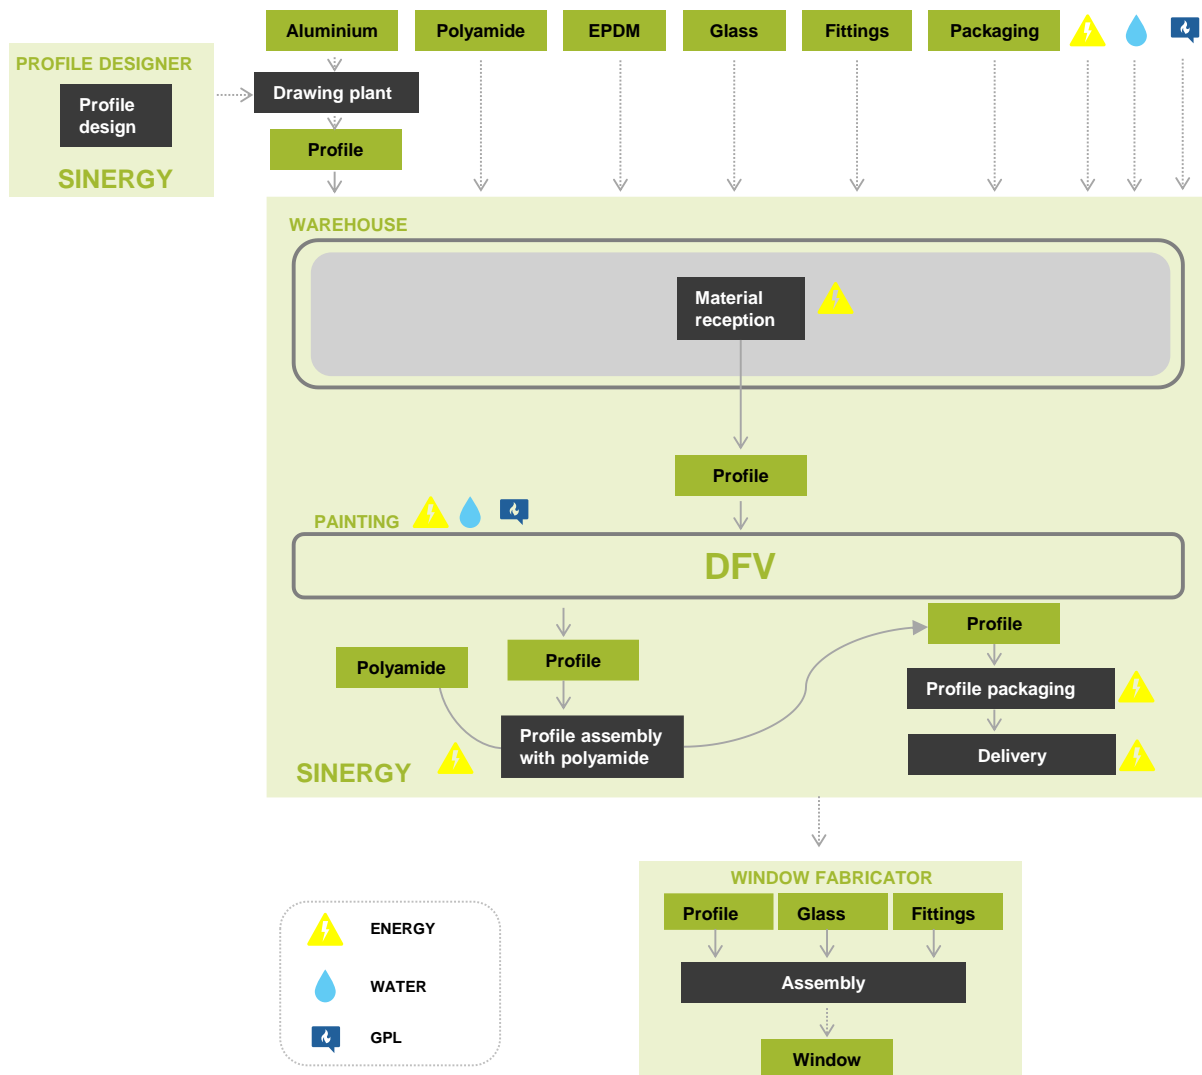 Aluminium
Polyamide
EPDM
Glass
Fittings
Packaging
PROFILE DESIGNER
Profile
design
SINERGY
Drawing plant
Profile
WAREHOUSE
Material
reception
Profile
PAINTING
DFV
Polyamide
Profile
Profile
Profile packaging
Profile assembly
with polyamide
Delivery
SINERGY
WINDOW FABRICATOR
Profile
Glass
Fittings
Assembly
Window
ENERGY
WATER
GPL